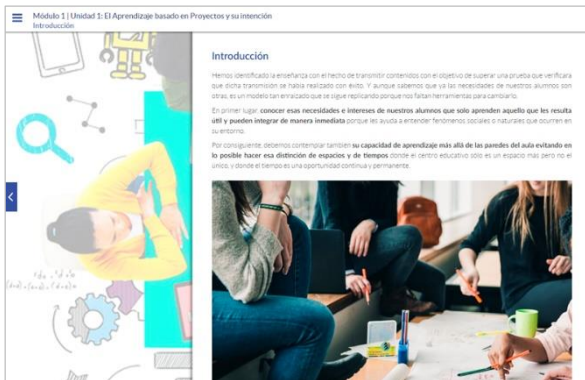 Módulo 1 | Unidad 1: El Aprendizaje basado en Proyectos y su intención
Introducción
Introducción
Hemos identificado la enseñanza con el hecho de transmitir contenidos con el objetivo de superar una prueba que verificara
que dicha transmisión se había realizado con éxito. Y aunque sabemos que ya las necesidades de nuestros alumnos son
otras, es un modelo tan enraizado que se sigue replicando porque nos faltan herramientas para cambiarlo.
En primer lugar, conocer esas necesidades e intereses de nuestros alumnos que solo aprenden aquello que les resulta
útil y pueden integrar de manera inmediata porque les ayuda a entender fenómenos sociales o naturales que ocurren en
su entorno.
Por consiguiente, debemos contemplar también su capacidad de aprendizaje más allá de las paredes del aula evitando en
lo posible hacer esa distinción de espacios y de tiempos donde el centro educativo sólo es un espacio más pero no el
único, y donde el tiempo es una oportunidad continua y permanente.